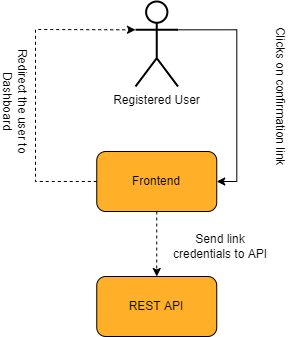 Redirect the user to
Dashboard
Clicks on confirmation link
Registered User
Frontend
Send link
credentials to API
REST API